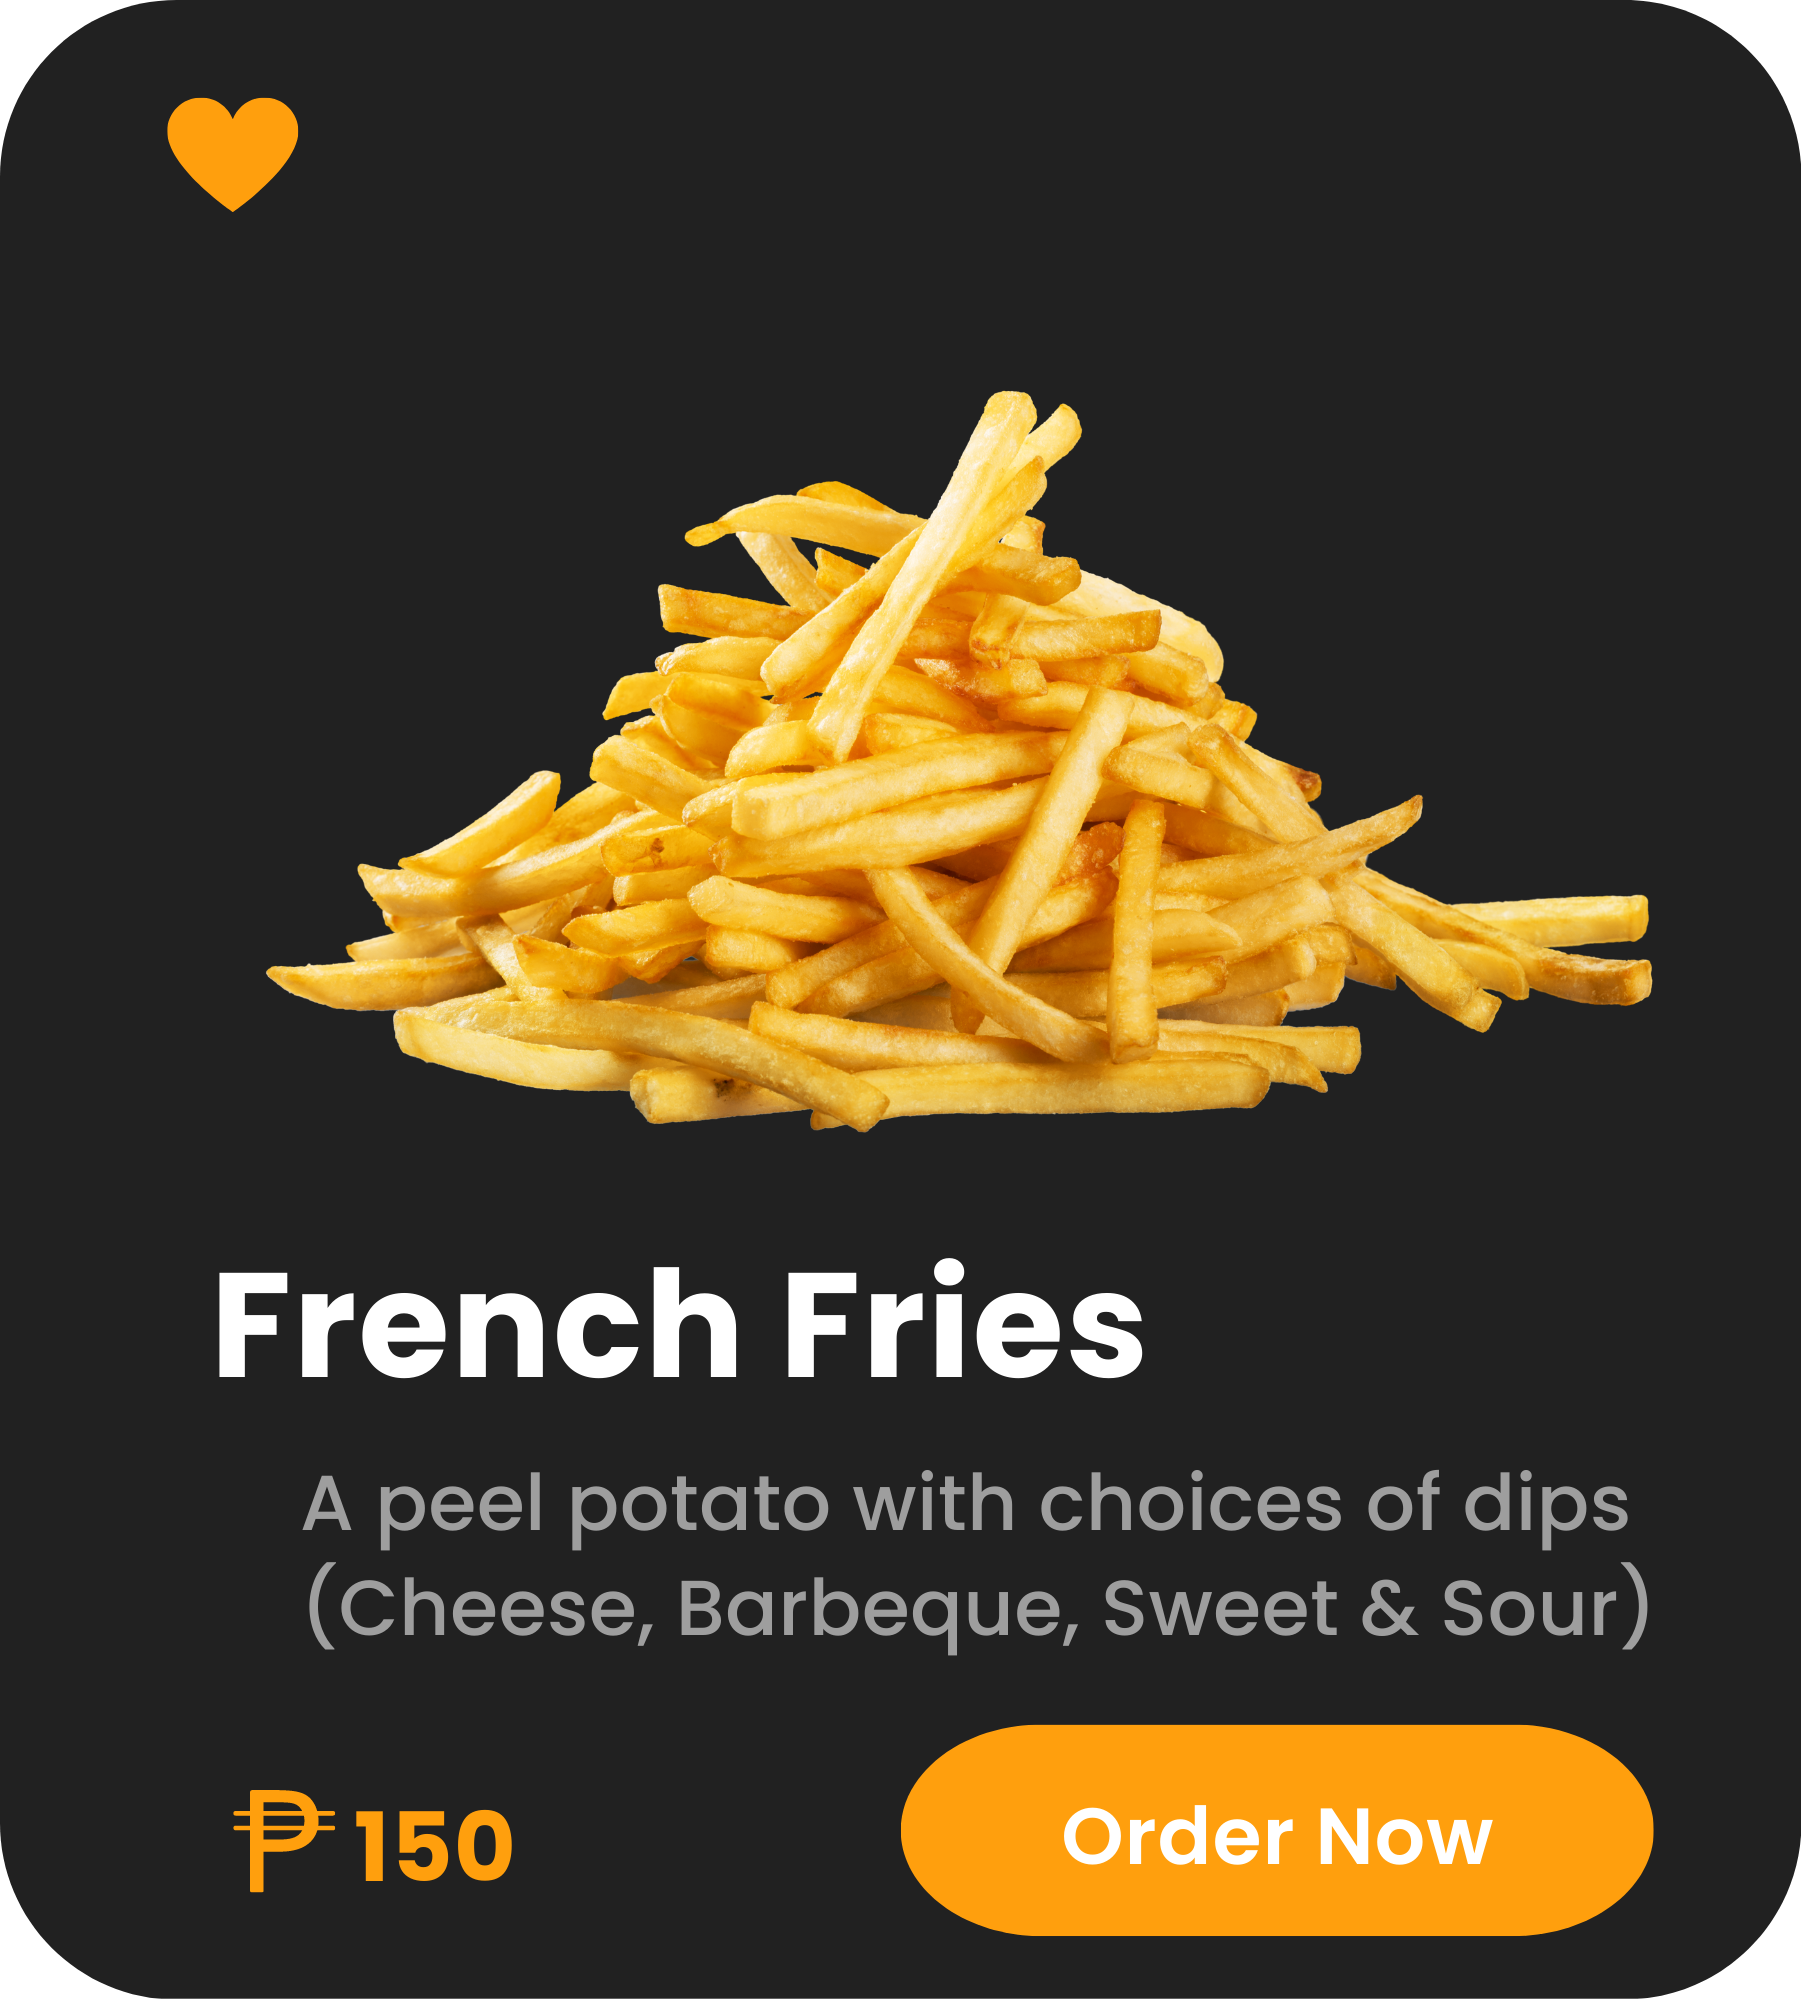 French Fries
A peel potato with choices of dips
(Cheese, Barbeque, Sweet & Sour)
₱ 150
Order Now